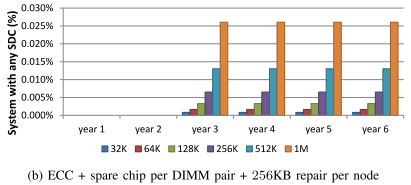 System with any SDC (%)
0.030%
0.025%
0.020%
0.015%
0.010%
0.005%
0.000%
year 1 year 2 year 3 year 4 year 5 year 6
32K 64K 128K 256K 512K 1M
(b) ECC + spare chip per DIMM pair + 256KB repair per node